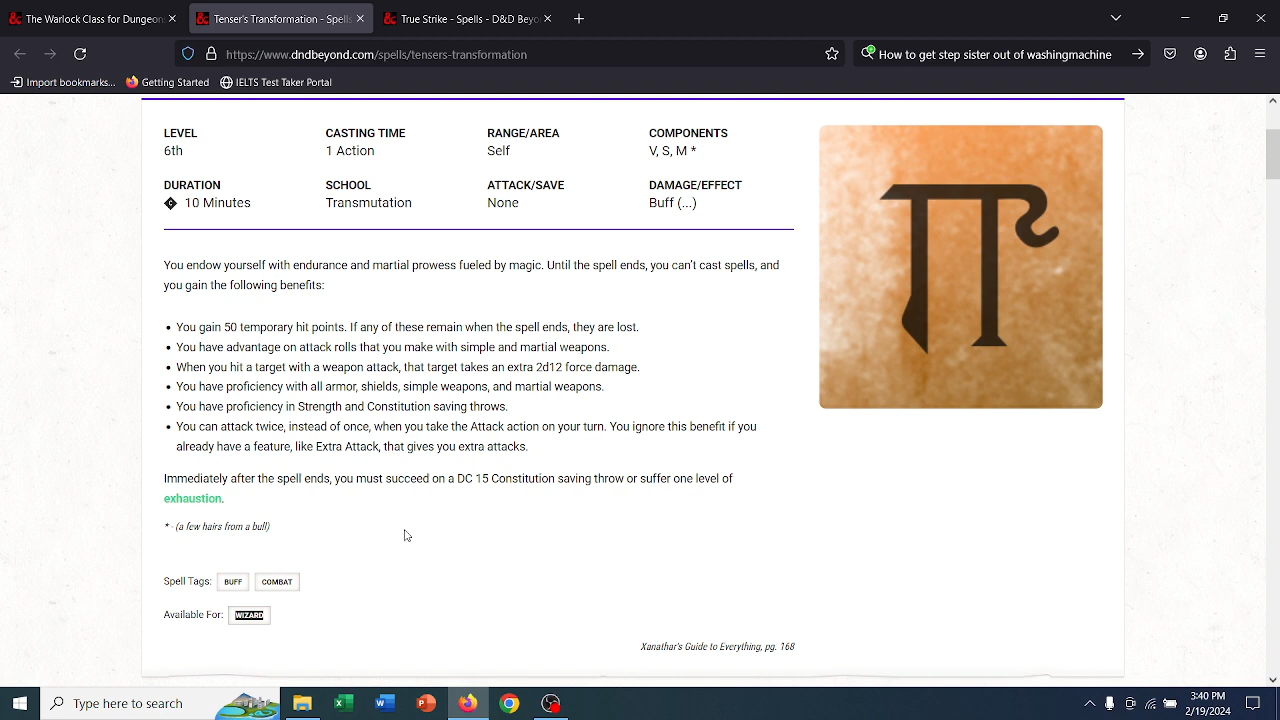 The Warlock Class for Dungeons
Tenser's Transformation - Spells
True Strike - Spells - D&D Beyo
https://www.dndbeyond.com/spells/tensers-transformation
How to get step sister out of washingmachine
Import bookmarks...
Getting Started
IELTS Test Taker Portal
LEVEL
CASTING TIME
RANGE/AREA
COMPONENTS
6th
1 Action
Self
V, S, M *
DURATION
SCHOOL
ATTACK/SAVE
DAMAGE/EFFECT
10 Minutes
Transmutation
None
Buff (...)
You endow yourself with endurance and martial prowess fueled by magic. Until the spell ends, you can't cast spells, and
you gain the following benefits:
• You gain 50 temporary hit points. If any of these remain when the spell ends, they are lost.
• You have advantage on attack rolls that you make with simple and martial weapons.
• When you hit a target with a weapon attack, that target takes an extra 2d12 force damage.
• You have proficiency with all armor, shields, simple weapons, and martial weapons.
• You have proficiency in Strength and Constitution saving throws.
• You can attack twice, instead of once, when you take the Attack action on your turn. You ignore this benefit if you
already have a feature, like Extra Attack, that gives you extra attacks.
Immediately after the spell ends, you must succeed on a DC 15 Constitution saving throw or suffer one level of
exhaustion.
* - (a few hairs from a bull)
Spell Tags: BUFF COMBAT
Available For: WIZARD
Xanathar's Guide to Everything, pg. 168
Type here to search
3:40 PM
2/19/2024